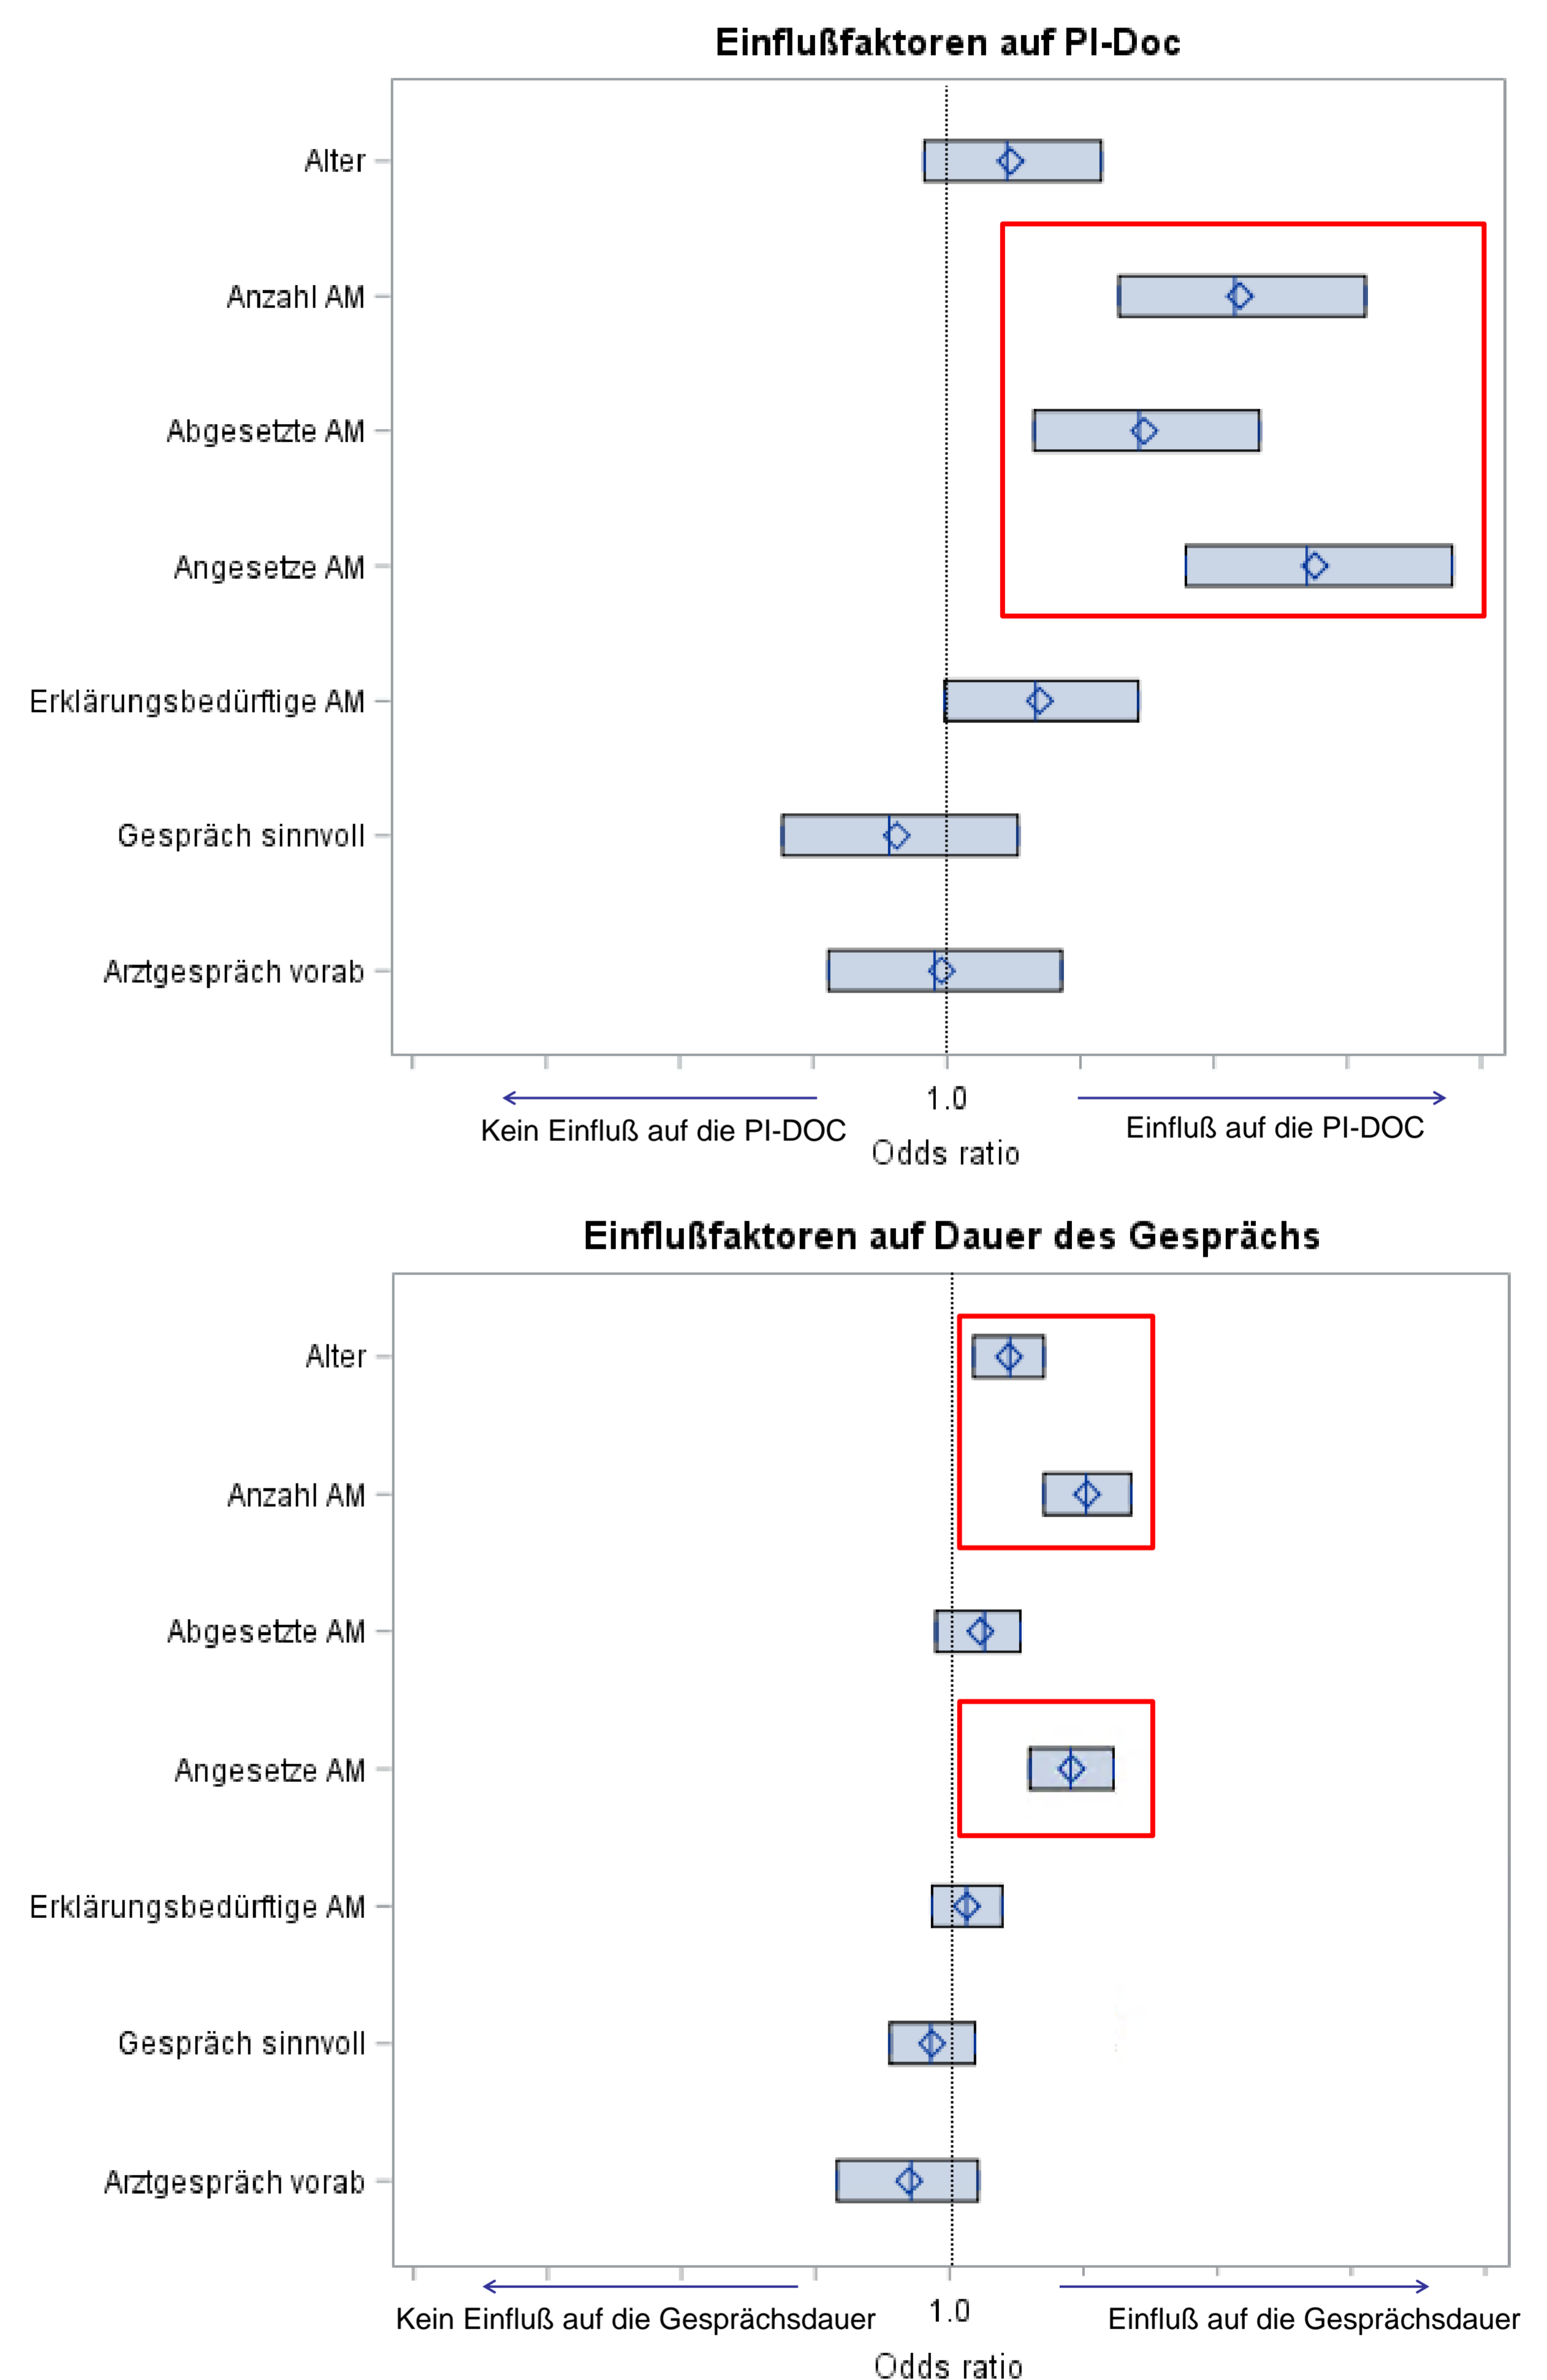 Einflußfaktoren auf PI-Doc
Alter
Anzahl AM
Abgesetzte AM
Angesetze AM
Erklärungsbedürftige AM
Gespräch sinnvoll
Arztgespräch vorab
1.0
Kein Einfluß auf die PI-DOC
Einfluß auf die PI-DOC
Odds ratio
Einflußfaktoren auf Dauer des Gesprächs
Alter
Anzahl AM
Abgesetzte AM
Angesetze AM
Erklärungsbedürftige AM
Gespräch sinnvoll
Arztgespräch vorab
1.0
Kein Einfluß auf die Gesprächsdauer
Einfluß auf die Gesprächsdauer
Odds ratio